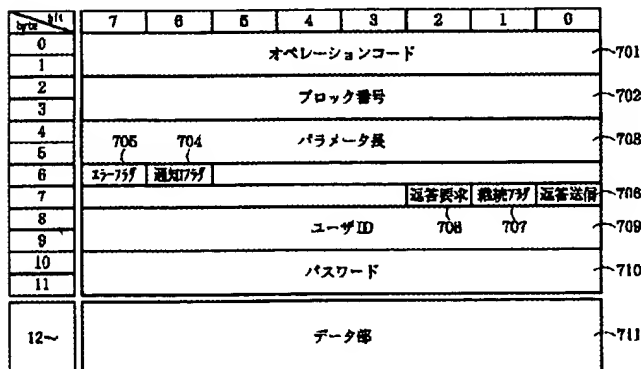 byte bit 7 6 5 4 3 2 1 0
0
1
オペレーションコード 701
2
3
ブロック番号 702
4
5
705 704 パラメータ長 703
6 エラーフラグ 通知フラグ
7 返答要求 継続フラグ 返答送信 706
8
9
ユーザID 708 707 709
10
11
パスワード 710
12～ データ部 711